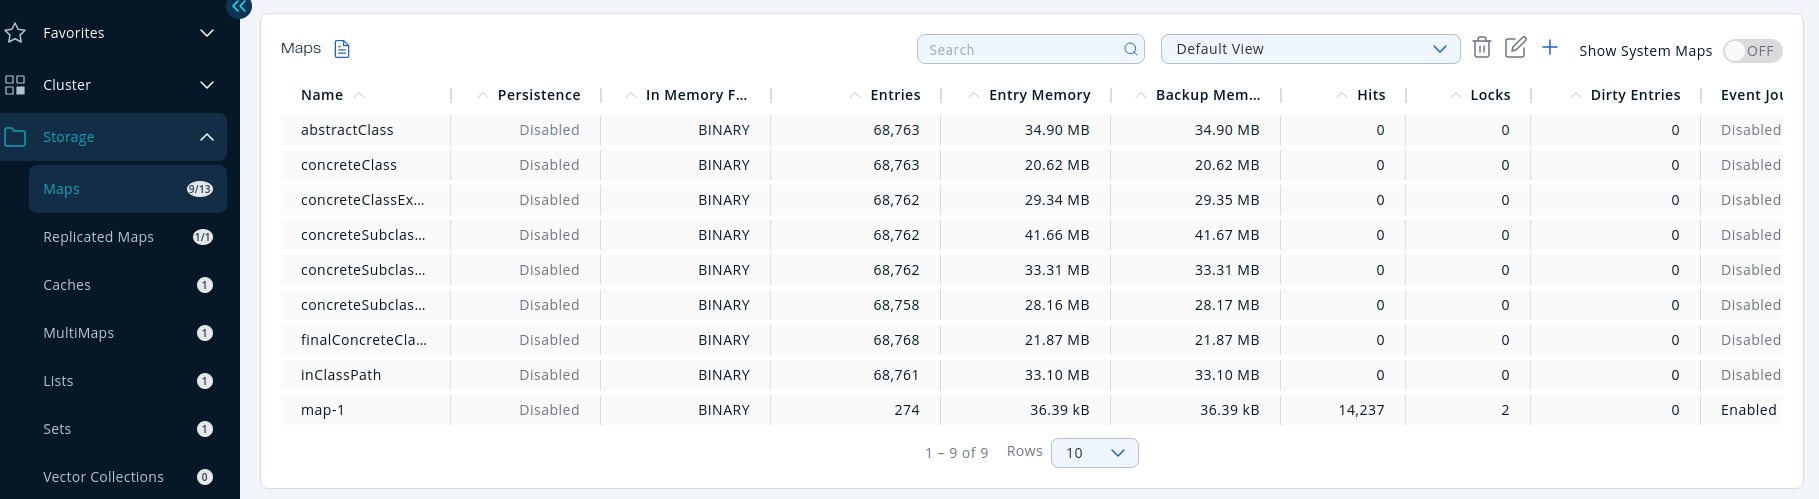 Favorites
Cluster
Storage
Maps 9/13
Replicated Maps 1/1
Caches 1
MultiMaps 1
Lists 1
Sets 1
Vector Collections 0
Maps Search Default View Show System Maps OFF
Name Persistence In Memory F... Entries Entry Memory Backup Mem... Hits Locks Dirty Entries Event Jou
abstractClass Disabled BINARY 68,763 34.90 MB 34.90 MB 0 0 0 Disabled
concreteClass Disabled BINARY 68,763 20.62 MB 20.62 MB 0 0 0 Disabled
concreteClassEx... Disabled BINARY 68,762 29.34 MB 29.35 MB 0 0 0 Disabled
concreteSubclas... Disabled BINARY 68,762 41.66 MB 41.67 MB 0 0 0 Disabled
concreteSubclas... Disabled BINARY 68,762 33.31 MB 33.31 MB 0 0 0 Disabled
concreteSubclas... Disabled BINARY 68,758 28.16 MB 28.17 MB 0 0 0 Disabled
finalConcreteCla... Disabled BINARY 68,768 21.87 MB 21.87 MB 0 0 0 Disabled
inClassPath Disabled BINARY 68,761 33.10 MB 33.10 MB 0 0 0 Disabled
map-1 Disabled BINARY 274 36.39 kB 36.39 kB 14,237 2 0 Enabled
1 – 9 of 9 Rows 10